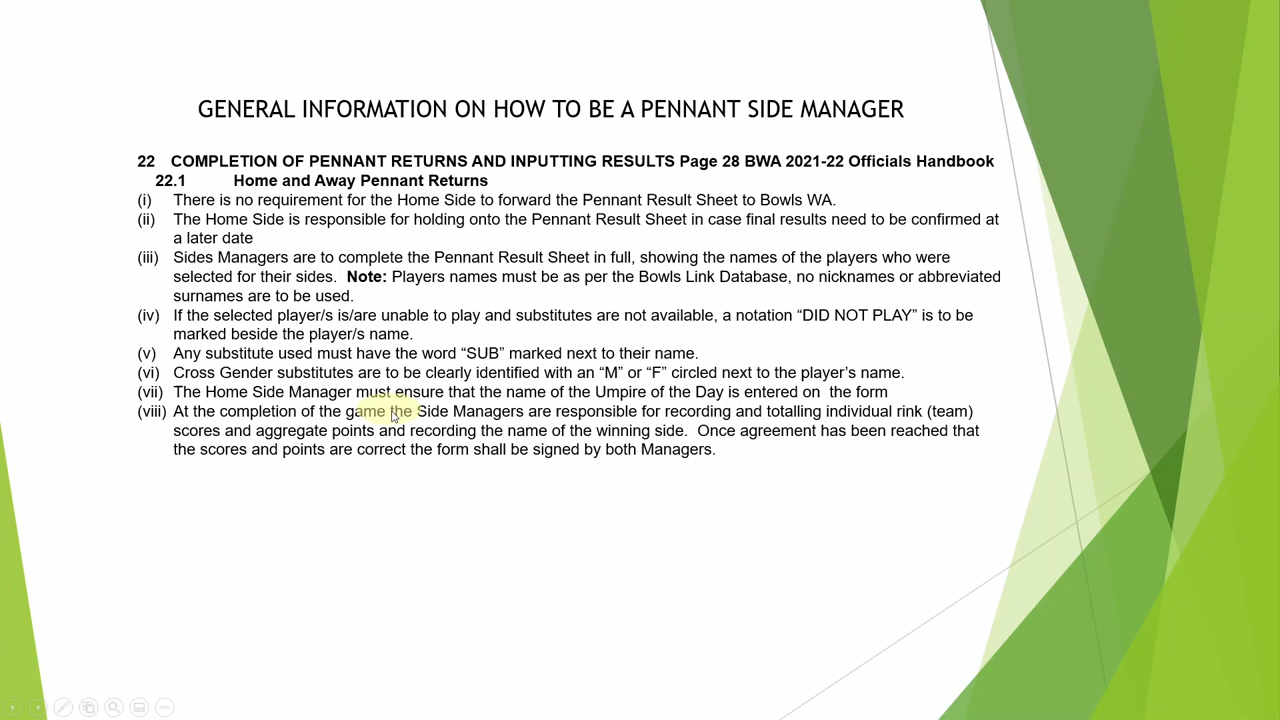 GENERAL INFORMATION ON HOW TO BE A PENNANT SIDE MANAGER
22 COMPLETION OF PENNANT RETURNS AND INPUTTING RESULTS Page 28 BWA 2021-22 Officials Handbook
22.1 Home and Away Pennant Returns
(i) There is no requirement for the Home Side to forward the Pennant Result Sheet to Bowls WA.
(ii) The Home Side is responsible for holding onto the Pennant Result Sheet in case final results need to be confirmed at
a later date
(iii) Sides Managers are to complete the Pennant Result Sheet in full, showing the names of the players who were
selected for their sides. Note: Players names must be as per the Bowls Link Database, no nicknames or abbreviated
surnames are to be used.
(iv) If the selected player/s is/are unable to play and substitutes are not available, a notation “DID NOT PLAY” is to be
marked beside the player/s name.
(v) Any substitute used must have the word “SUB” marked next to their name.
(vi) Cross Gender substitutes are to be clearly identified with an “M” or “F” circled next to the player’s name.
(vii) The Home Side Manager must ensure that the name of the Umpire of the Day is entered on the form
(viii) At the completion of the game the Side Managers are responsible for recording and totalling individual rink (team)
scores and aggregate points and recording the name of the winning side. Once agreement has been reached that
the scores and points are correct the form shall be signed by both Managers.